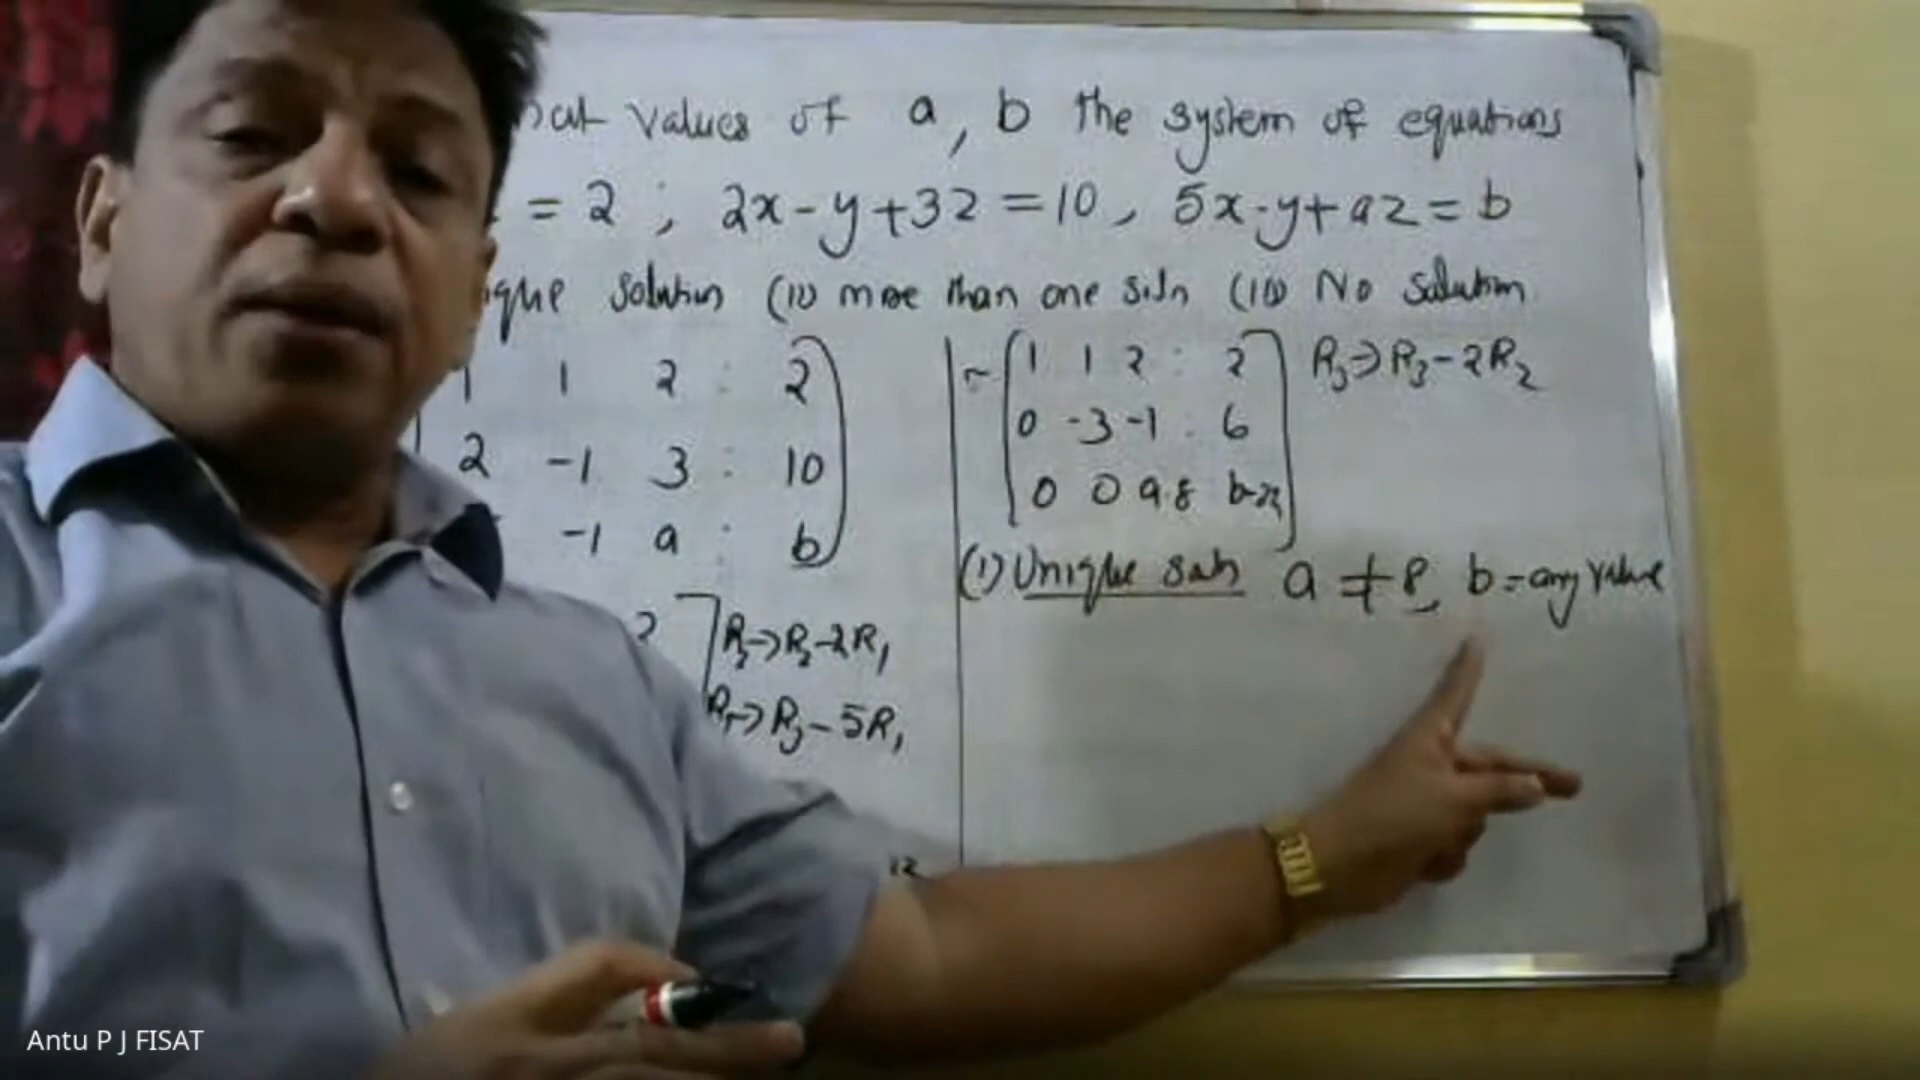 values of a, b the system of equations
= 2 ; 2x-y+3z=10, 5x-y+az=b
solution (ii) more than one soln (iii) No solution
1 1 2 : 2
2 -1 3 : 10
-1 a : b
2
R2→R2-2R1
R3→R3-5R1
12
~ 1 1 2 : 2 R3→R3-2R2
0 -3 -1 : 6
0 0 a-8 b-22
(i) Unique soln a ≠ 8, b = any value
Antu P J FISAT